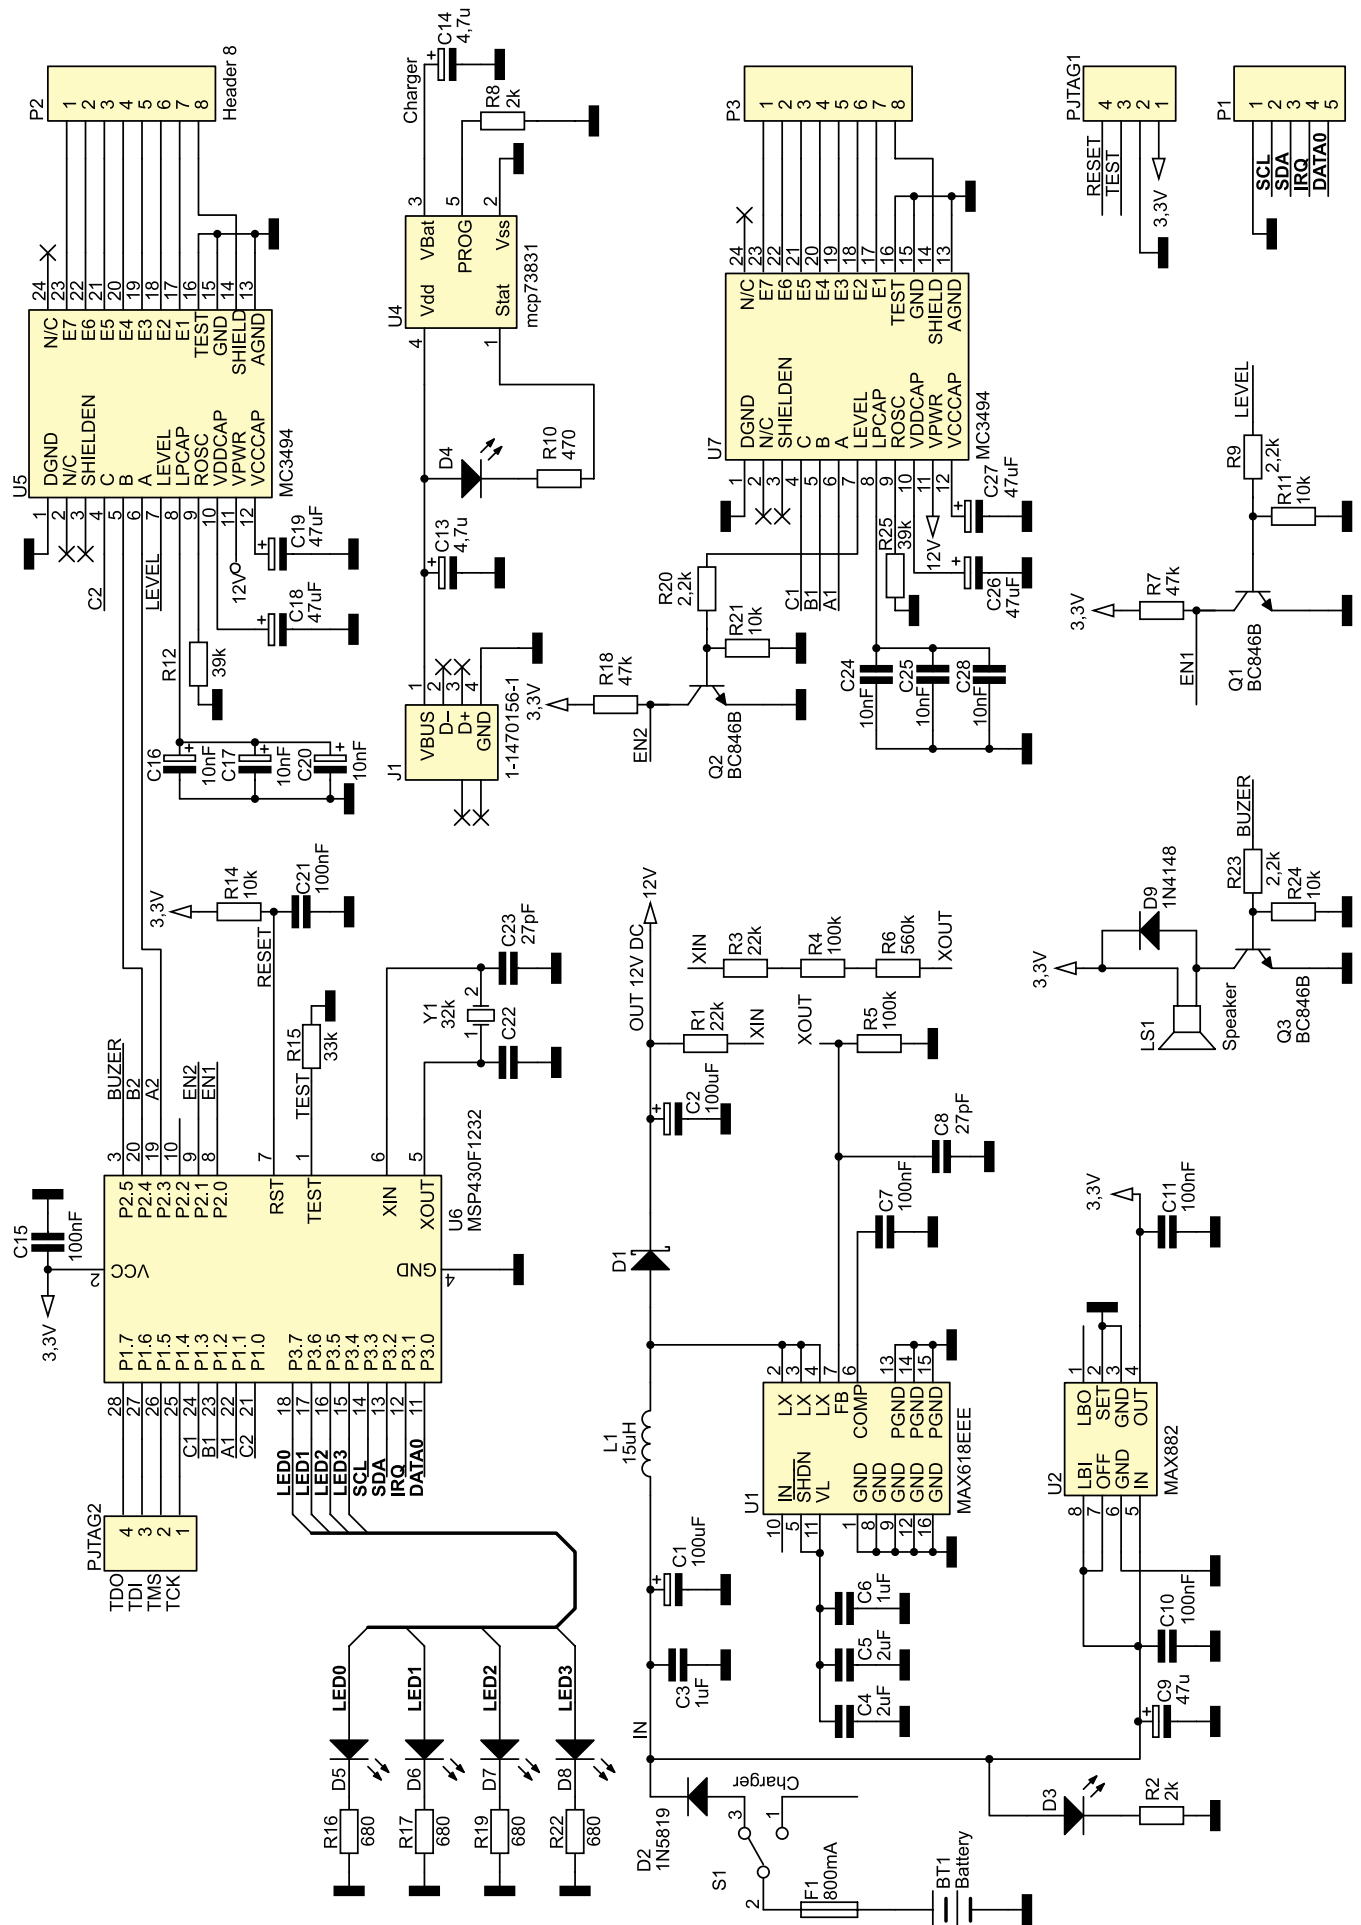 P2
1
2
3
4
5
6
7
8
Header 8
U5
DGND
N/C
SHIELDEN
C
B
A
LEVEL
LPCAP
ROSC
VDDCAP
VPWR
VCCCAP
N/C
E7
E6
E5
E4
E3
E2
E1
TEST
GND
SHIELD
AGND
MC3494
24
23
22
21
20
19
18
17
16
15
14
13
1
2
3
4
5
6
7
8
9
10
11
12
C2
LEVEL
12V
C19
47uF
C18
47uF
R12
39k
C16
10nF
C17
10nF
C20
10nF
Charger
C14
4,7u
R8
2k
U4
Vdd
VBat
PROG
Stat
Vss
mcp73831
3
5
2
4
1
D4
R10
470
C13
4,7u
J1
VBUS
D–
D+
GND
1
2
3
4
1-1470156-1
P3
1
2
3
4
5
6
7
8
U7
DGND
N/C
SHIELDEN
C
B
A
LEVEL
LPCAP
ROSC
VDDCAP
VPWR
VCCCAP
N/C
E7
E6
E5
E4
E3
E2
E1
TEST
GND
SHIELD
AGND
MC3494
24
23
22
21
20
19
18
17
16
15
14
13
1
2
3
4
5
6
7
8
9
10
11
12
C1
B1
A1
R25
39k
12V
C27
47uF
C26
47uF
R20
2,2k
R21
10k
R18
47k
3,3V
EN2
Q2
BC846B
C24
10nF
C25
10nF
C28
10nF
PJTAG1
4
3
2
1
RESET
TEST
3,3V
P1
1
2
3
4
5
SCL
SDA
IRQ
DATA0
LEVEL
R9
2,2k
R11
10k
R7
47k
3,3V
EN1
Q1
BC846B
BUZER
R23
2,2k
R24
10k
D9
1N4148
3,3V
LS1
Speaker
Q3
BC846B
3,3V
R14
10k
C21
100nF
RESET
TEST
R15
33k
Y1
32k
1
2
C23
27pF
C22
BUZER
B2
A2
EN2
EN1
3
20
19
10
9
8
7
1
6
5
P2.5
P2.4
P2.3
P2.2
P2.1
P2.0
RST
TEST
XIN
XOUT
U6
MSP430F1232
C15
100nF
3,3V
2
VCC
GND
4
P1.7
P1.6
P1.5
P1.4
P1.3
P1.2
P1.1
P1.0
P3.7
P3.6
P3.5
P3.4
P3.3
P3.2
P3.1
P3.0
28
27
26
25
24
23
22
21
18
17
16
15
14
13
12
11
C1
B1
A1
C2
LED0
LED1
LED2
LED3
SCL
SDA
IRQ
DATA0
PJTAG2
4
3
2
1
TDO
TDI
TMS
TCK
LED0
LED1
LED2
LED3
D5
D6
D7
D8
R16
680
R17
680
R19
680
R22
680
OUT 12V DC
12V
C2
100uF
R1
22k
XIN
XIN
R3
22k
R4
100k
R6
560k
XOUT
XOUT
R5
100k
C8
27pF
C7
100nF
D1
L1
15uH
U1
IN
SHDN
VL
GND
GND
GND
GND
GND
LX
LX
LX
FB
COMP
PGND
PGND
PGND
MAX618EEE
2
3
4
7
6
13
14
15
10
5
11
1
8
9
12
16
C6
1uF
C5
2uF
C4
2uF
C1
100uF
C3
1uF
IN
D2
1N5819
Charger
3
1
2
S1
F1
800mA
BT1
Battery
3,3V
C11
100nF
U2
LBI
OFF
GND
IN
LBO
SET
GND
OUT
MAX882
1
2
3
4
8
7
6
5
C10
100nF
C9
47u
D3
R2
2k